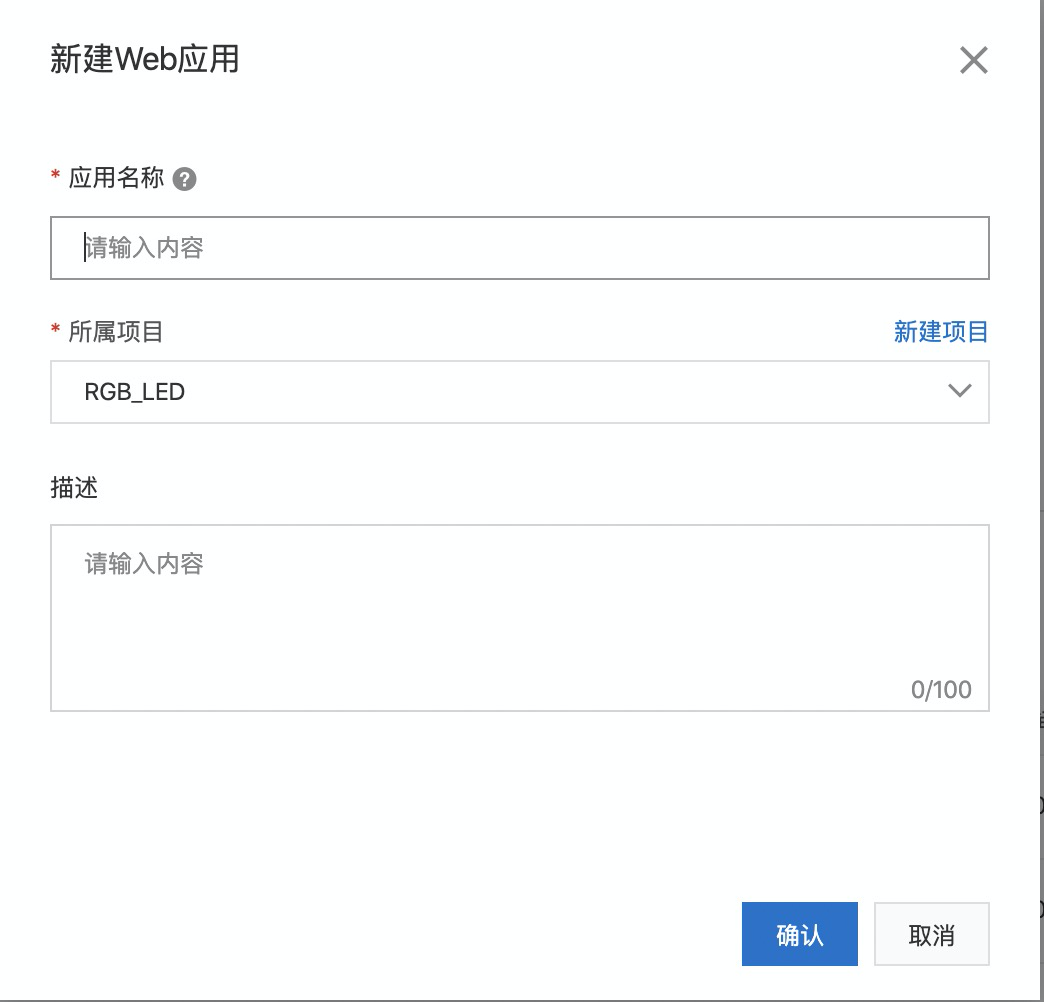 新建Web应用
* 应用名称 ?
请输入内容
* 所属项目 新建项目
RGB_LED
描述
请输入内容
0/100
确认 取消